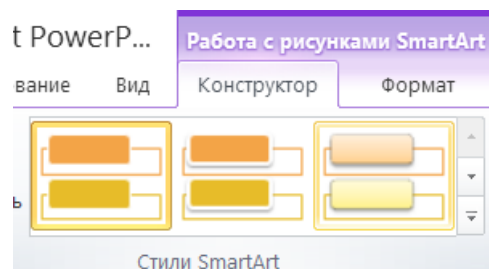 t PowerP...
Работа с рисунками SmartArt
вание Вид Конструктор Формат
ь
Стили SmartArt